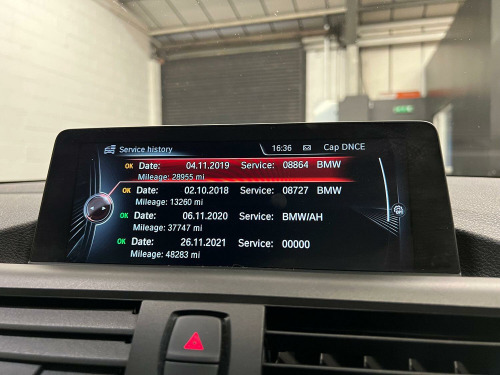 Service history 16:36 Cap DNCE
OK Date: 04.11.2019 Service: 08864 BMW
Mileage: 28955 mi
OK Date: 02.10.2018 Service: 08727 BMW
Mileage: 13260 mi
OK Date: 06.11.2020 Service: BMW/AH
Mileage: 37747 mi
OK Date: 26.11.2021 Service: 00000
Mileage: 48283 mi